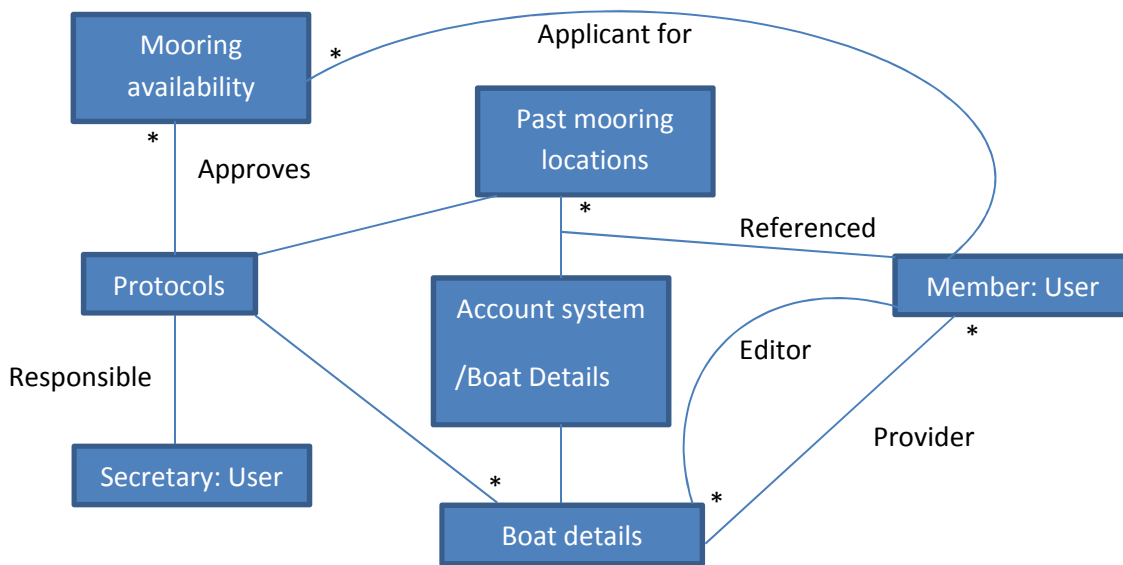 Mooring
availability
*
Applicant for
Past mooring
locations
*
Approves
*
Referenced
Protocols
Account system
/Boat Details
Member: User
*
Editor
Responsible
Provider
Secretary: User
*
*
Boat details